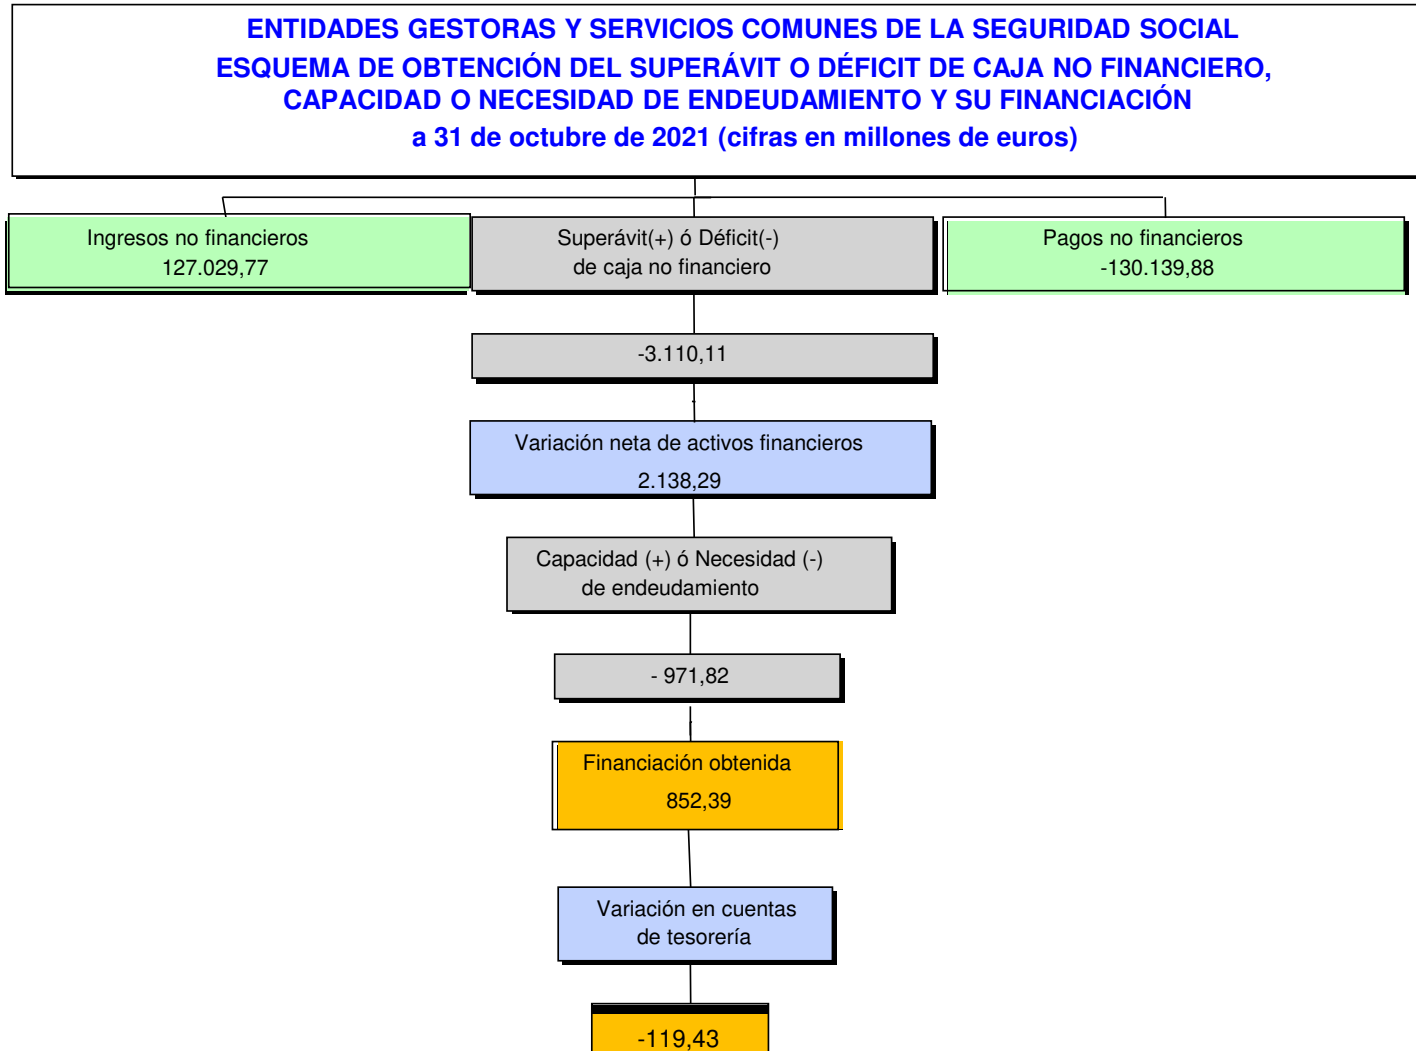 ENTIDADES GESTORAS Y SERVICIOS COMUNES DE LA SEGURIDAD SOCIAL
ESQUEMA DE OBTENCIÓN DEL SUPERÁVIT O DÉFICIT DE CAJA NO FINANCIERO,
CAPACIDAD O NECESIDAD DE ENDEUDAMIENTO Y SU FINANCIACIÓN
a 31 de octubre de 2021 (cifras en millones de euros)
Ingresos no financieros
127.029,77
Superávit(+) ó Déficit(-)
de caja no financiero
Pagos no financieros
-130.139,88
-3.110,11
Variación neta de activos financieros
2.138,29
Capacidad (+) ó Necesidad (-)
de endeudamiento
- 971,82
Financiación obtenida
852,39
Variación en cuentas
de tesorería
-119,43